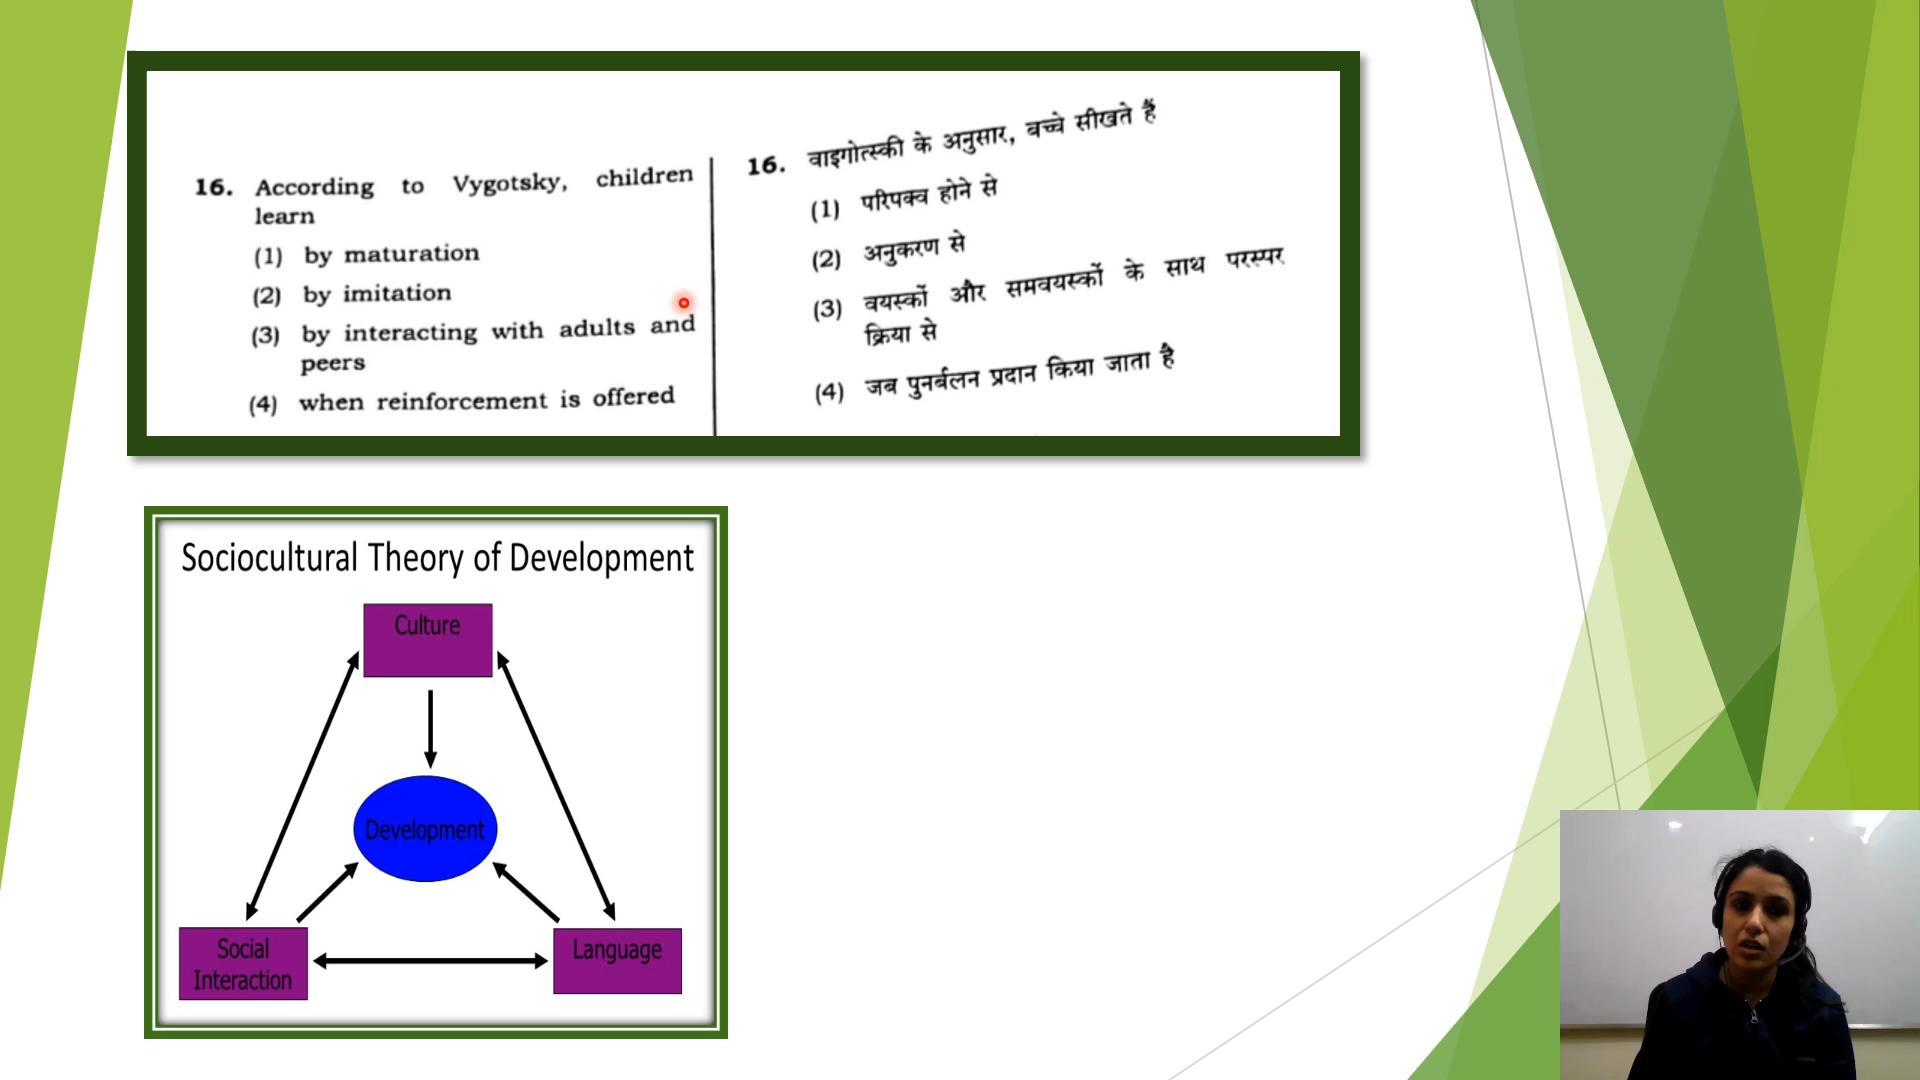 16. According to Vygotsky, children
learn
(1) by maturation
(2) by imitation
(3) by interacting with adults and
peers
(4) when reinforcement is offered
16. वाइगोत्स्की के अनुसार, बच्चे सीखते हैं
(1) परिपक्व होने से
(2) अनुकरण से
(3) वयस्कों और समवयस्कों के साथ परस्पर
क्रिया से
(4) जब पुनर्बलन प्रदान किया जाता है
Sociocultural Theory of Development
Culture
Development
Social
Interaction
Language